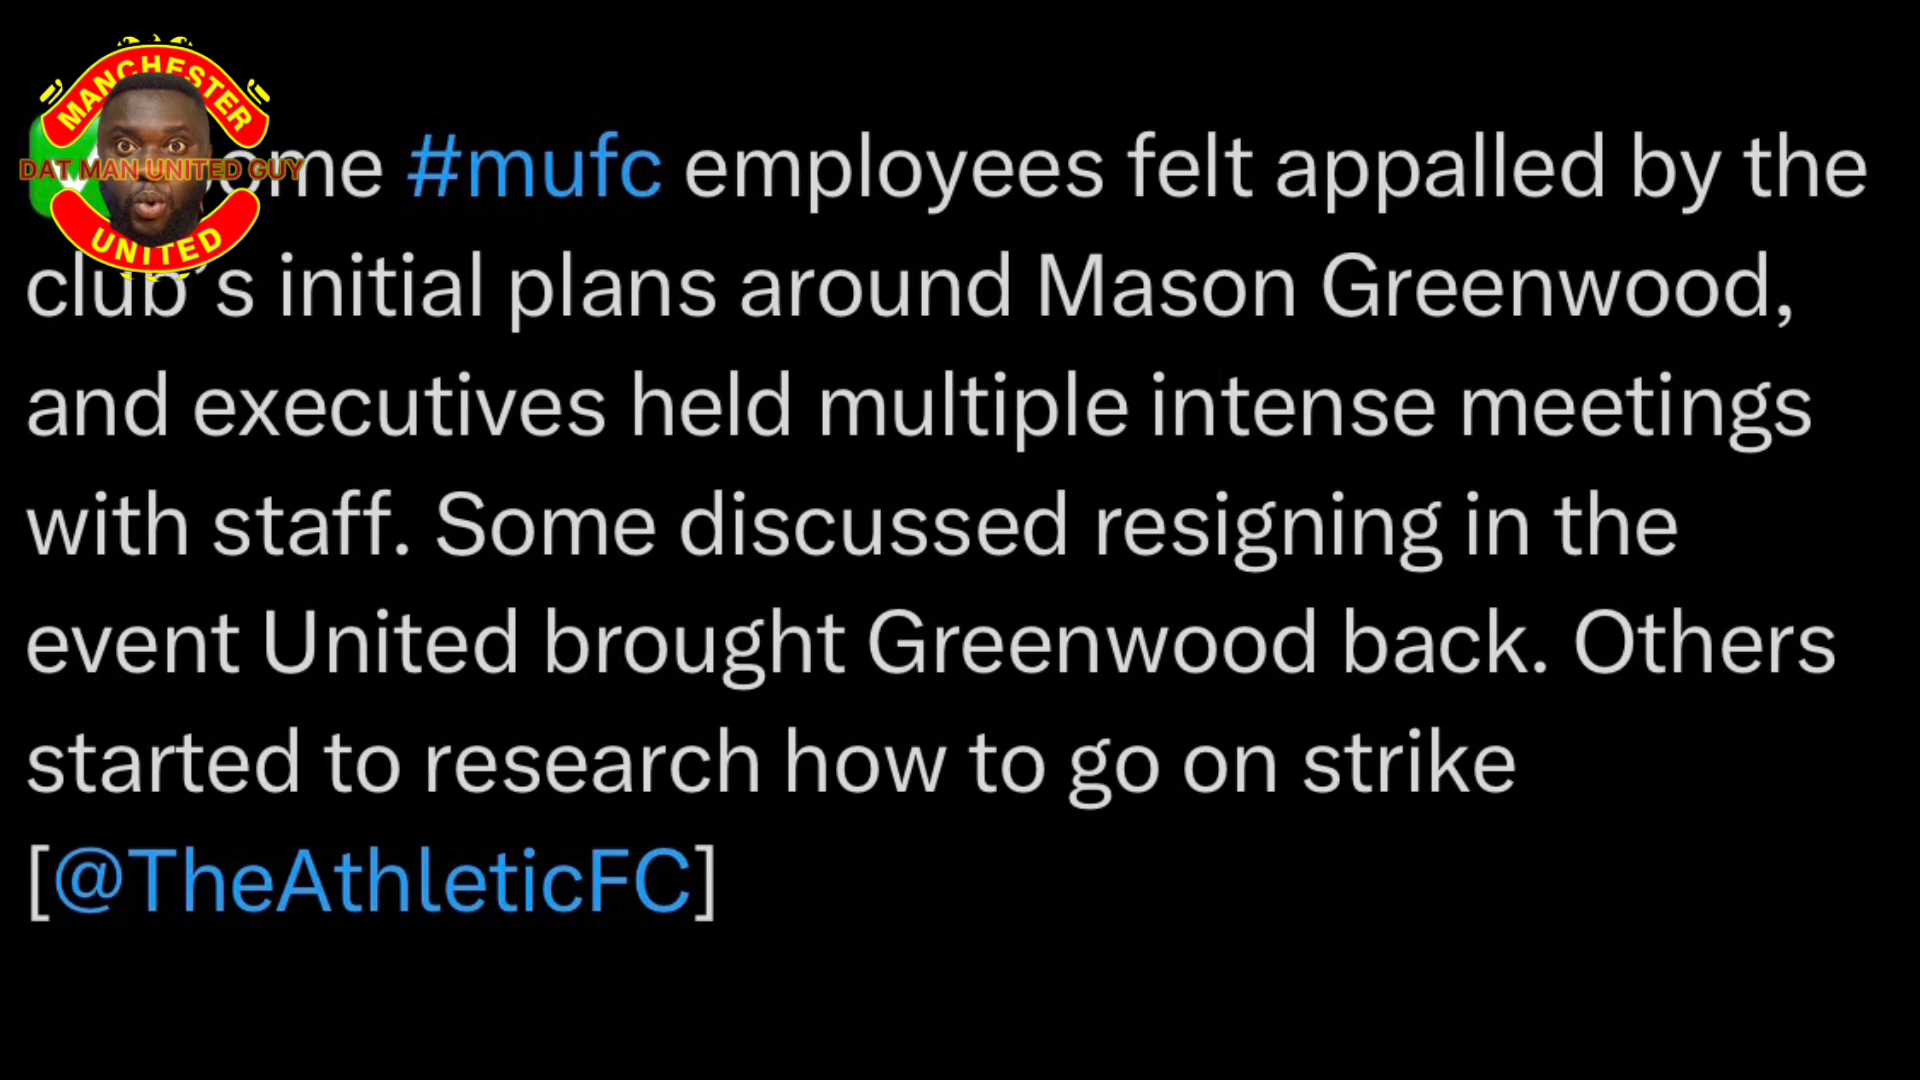 MANCHESTER
DAT MAN UNITED GUY
UNITED
ome #mufc employees felt appalled by the
club's initial plans around Mason Greenwood,
and executives held multiple intense meetings
with staff. Some discussed resigning in the
event United brought Greenwood back. Others
started to research how to go on strike
[@TheAthleticFC]